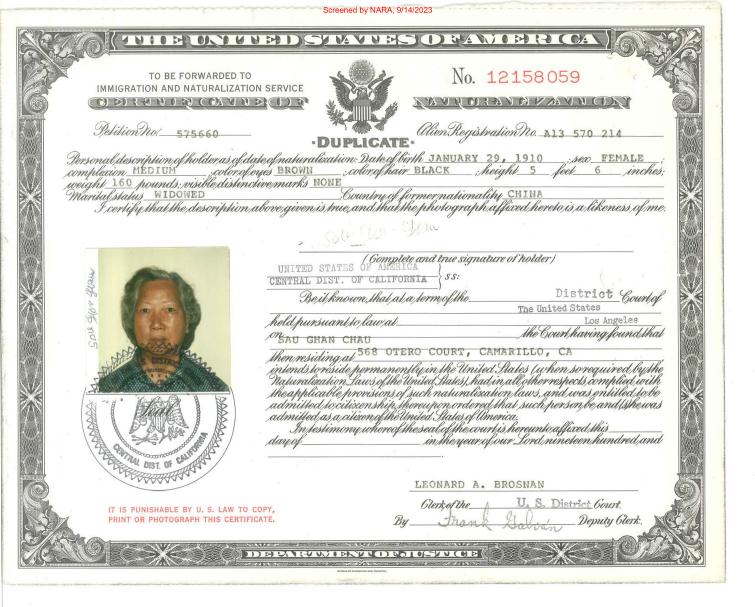 Screened by NARA, 9/14/2023
THE UNITED STATES OF AMERICA
TO BE FORWARDED TO
IMMIGRATION AND NATURALIZATION SERVICE
No. 12158059
CERTIFICATE OF NATURALIZATION
Petition No. 575660
Alien Registration No. A13 570 214
·DUPLICATE·
Personal description of holder as of date of naturalization: Date of birth JANUARY 29, 1910 ; sex FEMALE ;
complexion MEDIUM ; color of eyes BROWN ; color of hair BLACK ; height 5 feet 6 inches;
weight 160 pounds; visible distinctive marks NONE
Marital status WIDOWED Country of former nationality CHINA
I certify that the description above given is true, and that the photograph affixed hereto is a likeness of me.
(Complete and true signature of holder)
UNITED STATES OF AMERICA
CENTRAL DIST. OF CALIFORNIA } ss:
Be it known, that at a term of the District Court of
The United States
held pursuant to law at Los Angeles
on the Court having found that
SAU GHAN CHAU
then residing at 568 OTERO COURT, CAMARILLO, CA
intends to reside permanently in the United States (when so required by the
Naturalization Laws of the United States), had in all other respects complied with
the applicable provisions of such naturalization laws, and was entitled to be
admitted to citizenship, thereupon ordered that such person be and (s)he was
admitted as a citizen of the United States of America.
In testimony whereof the seal of the court is hereunto affixed this
day of in the year of our Lord nineteen hundred and
Seal
CENTRAL DIST. OF CALIFORNIA
LEONARD A. BROSNAN
Clerk of the U. S. District Court.
By Frank Galván Deputy Clerk.
IT IS PUNISHABLE BY U. S. LAW TO COPY,
PRINT OR PHOTOGRAPH THIS CERTIFICATE.
DEPARTMENT OF JUSTICE